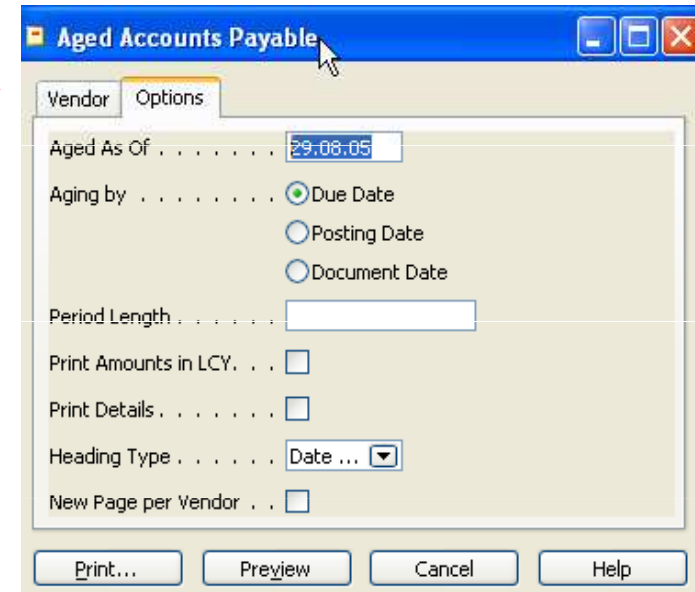 Aged Accounts Payable
Vendor Options
Aged As Of . . . . . . . 29.08.05
Aging by . . . . . . . . Due Date
Posting Date
Document Date
Period Length . . . . . .
Print Amounts in LCY. . .
Print Details . . . . . . .
Heading Type . . . . . . Date ...
New Page per Vendor . .
Print... Preview Cancel Help